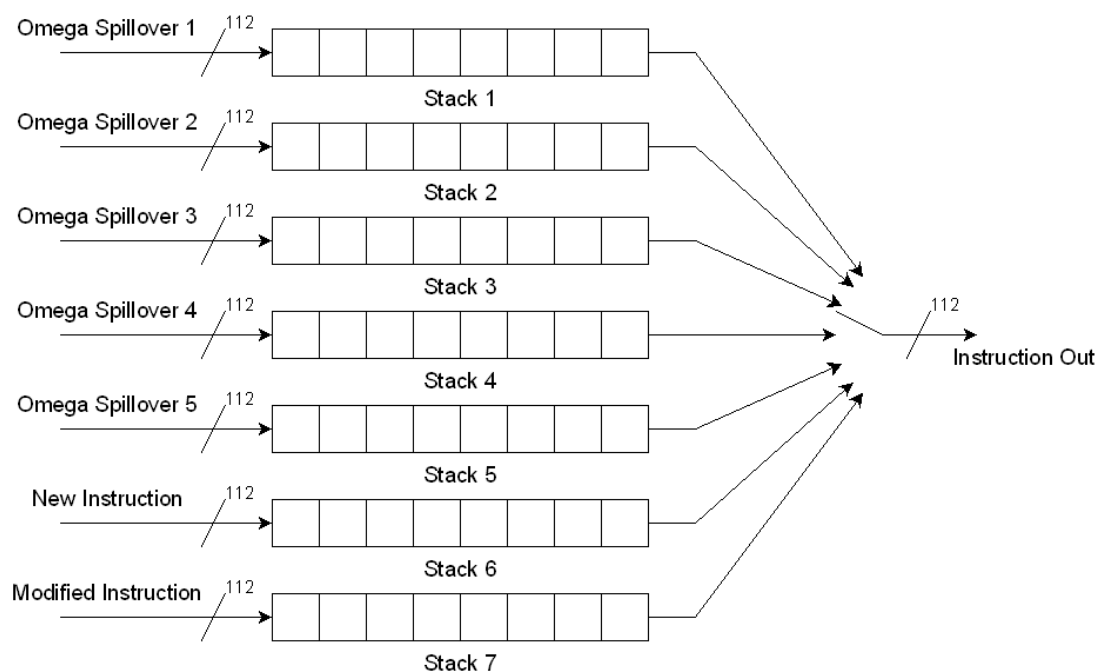 Omega Spillover 1
112
Stack 1
Omega Spillover 2
112
Stack 2
Omega Spillover 3
112
Stack 3
Omega Spillover 4
112
Stack 4
112
Instruction Out
Omega Spillover 5
112
Stack 5
New Instruction
112
Stack 6
Modified Instruction
112
Stack 7